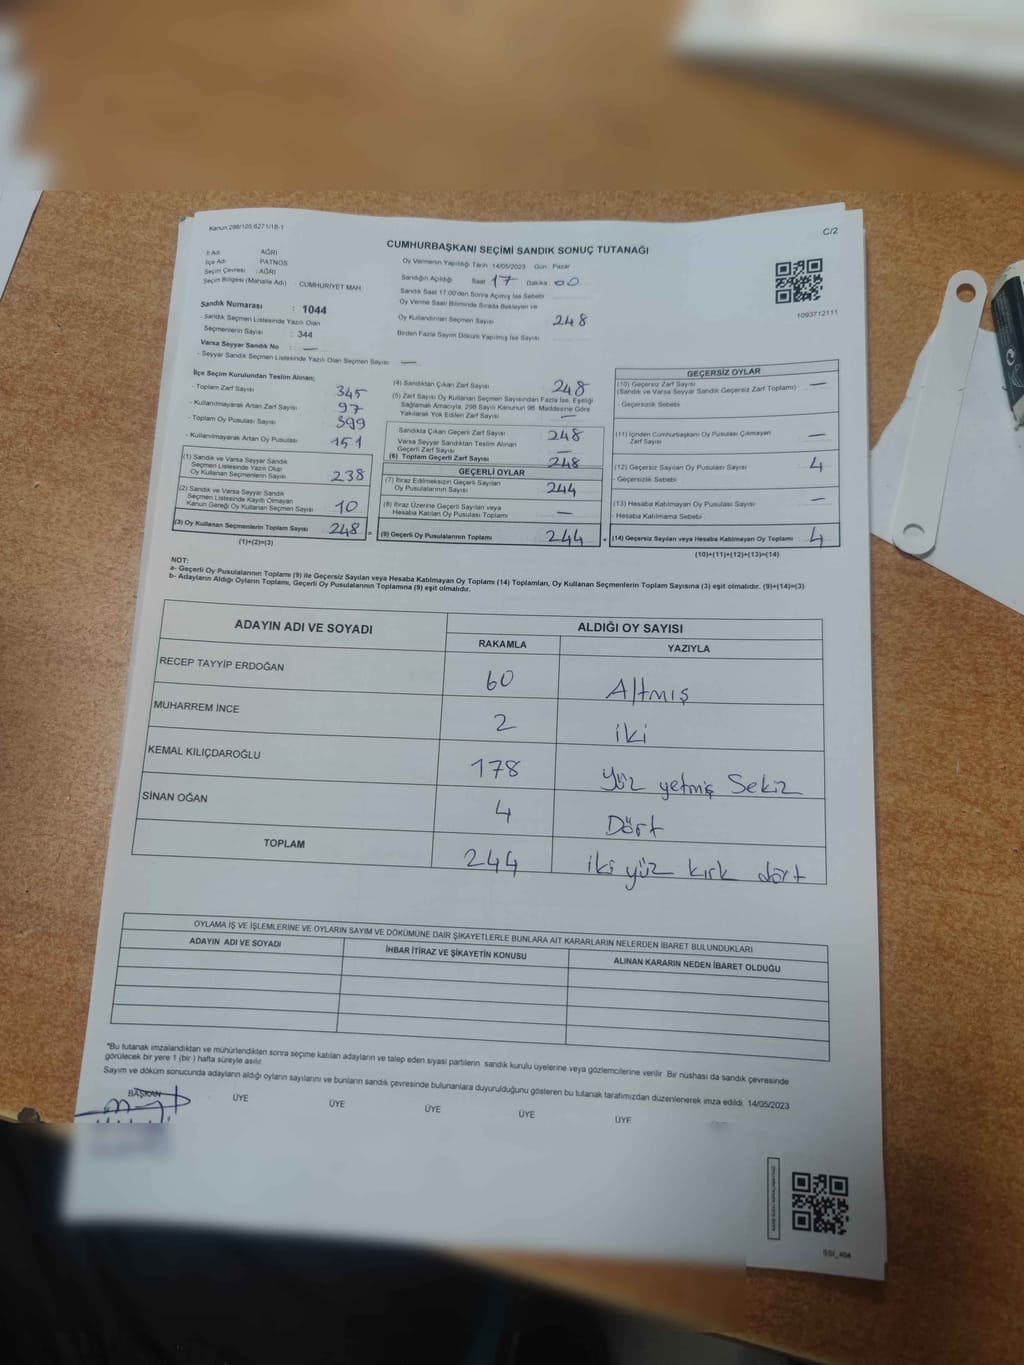 Kanun:298/105 6271/18-1
C/2
CUMHURBAŞKANI SEÇİMİ SANDIK SONUÇ TUTANAĞI
İl Adı : AĞRI
İlçe Adı : PATNOS
Seçim Çevresi : AĞRI
Seçim Bölgesi (Mahalle Adı) : CUMHURİYET MAH
Sandık Numarası : 1044
- Sandık Seçmen Listesinde Yazılı Olan
Seçmenlerin Sayısı : 344
Varsa Seyyar Sandık No : —
- Seyyar Sandık Seçmen Listesinde Yazılı Olan Seçmen Sayısı —
Oy Vermenin Yapıldığı Tarih 14/05/2023 Gün : Pazar
Sandığın Açıldığı Saat 17 Dakika 00
Sandık Saat 17:00'den Sonra Açılmış İse Sebebi
Oy Verme Saati Bitiminde Sırada Bekleyen ve
Oy Kullandırılan Seçmen Sayısı 248
Birden Fazla Sayım Döküm Yapılmış İse Sayısı
1093712111
İlçe Seçim Kurulundan Teslim Alınan;
- Toplam Zarf Sayısı 345
- Kullanılmayarak Artan Zarf Sayısı 97
- Toplam Oy Pusulası Sayısı 399
- Kullanılmayarak Artan Oy Pusulası 151
(1) Sandık ve Varsa Seyyar Sandık
Seçmen Listesinde Yazılı Olup
Oy Kullanan Seçmenlerin Sayısı 238
(2) Sandık ve Varsa Seyyar Sandık
Seçmen Listesinde Kayıtlı Olmayan
Kanun Gereği Oy Kullanan Seçmen Sayısı 10
(3) Oy Kullanan Seçmenlerin Toplam Sayısı 248 =
(1)+(2)=(3)
(4) Sandıktan Çıkan Zarf Sayısı 248
(5) Zarf Sayısı Oy Kullanan Seçmen Sayısından Fazla İse, Eşitliği
Sağlamak Amacıyla, 298 Sayılı Kanunun 98. Maddesine Göre
Yakılarak Yok Edilen Zarf Sayısı —
Sandıkta Çıkan Geçerli Zarf Sayısı 248
Varsa Seyyar Sandıktan Teslim Alınan
Geçerli Zarf Sayısı —
(6) Toplam Geçerli Zarf Sayısı 248
GEÇERLİ OYLAR
(7) İtiraz Edilmeksizin Geçerli Sayılan
Oy Pusulalarının Sayısı 244
(8) İtiraz Üzerine Geçerli Sayılan veya
Hesaba Katılan Oy Pusulası Toplamı —
(9) Geçerli Oy Pusulalarının Toplamı 244 +
GEÇERSİZ OYLAR
(10) Geçersiz Zarf Sayısı —
(Sandık ve Varsa Seyyar Sandık Geçersiz Zarf Toplamı)
- Geçersizlik Sebebi
(11) İçinden Cumhurbaşkanı Oy Pusulası Çıkmayan —
Zarf Sayısı
(12) Geçersiz Sayılan Oy Pusulası Sayısı 4
- Geçersizlik Sebebi
(13) Hesaba Katılmayan Oy Pusulası Sayısı —
- Hesaba Katılmama Sebebi
(14) Geçersiz Sayılan veya Hesaba Katılmayan Oy Toplamı 4
(10)+(11)+(12)+(13)=(14)
NOT:
a- Geçerli Oy Pusulalarının Toplamı (9) ile Geçersiz Sayılan veya Hesaba Katılmayan Oy Toplamı (14) Toplamları, Oy Kullanan Seçmenlerin Toplam Sayısına (3) eşit olmalıdır. (9)+(14)=(3)
b- Adayların Aldığı Oyların Toplamı, Geçerli Oy Pusulalarının Toplamına (9) eşit olmalıdır.
ADAYIN ADI VE SOYADI ALDIĞI OY SAYISI
RAKAMLA YAZIYLA
RECEP TAYYİP ERDOĞAN 60 Altmış
MUHARREM İNCE 2 iki
KEMAL KILIÇDAROĞLU 178 Yüz yetmiş Sekiz
SİNAN OĞAN 4 Dört
TOPLAM 244 iki yüz kırk dört
OYLAMA İŞ VE İŞLEMLERİNE VE OYLARIN SAYIM VE DÖKÜMÜNE DAİR ŞİKAYETLERLE BUNLARA AİT KARARLARIN NELERDEN İBARET BULUNDUKLARI
ADAYIN ADI VE SOYADI İHBAR İTİRAZ VE ŞİKAYETİN KONUSU ALINAN KARARIN NEDEN İBARET OLDUĞU
*Bu tutanak imzalandıktan ve mühürlendikten sonra seçime katılan adayların ve talep eden siyasi partilerin sandık kurulu üyelerine veya gözlemcilerine verilir .Bir nüshası da sandık çevresinde
görülecek bir yere 1 (bir ) hafta süreyle asılır.
Sayım ve döküm sonucunda adayların aldığı oyların sayılarını ve bunların sandık çevresinde bulunanlara duyurulduğunu gösteren bu tutanak tarafımızdan düzenlenerek imza edildi. 14/05/2023
BAŞKAN ÜYE ÜYE ÜYE ÜYE ÜYE
SSI_404